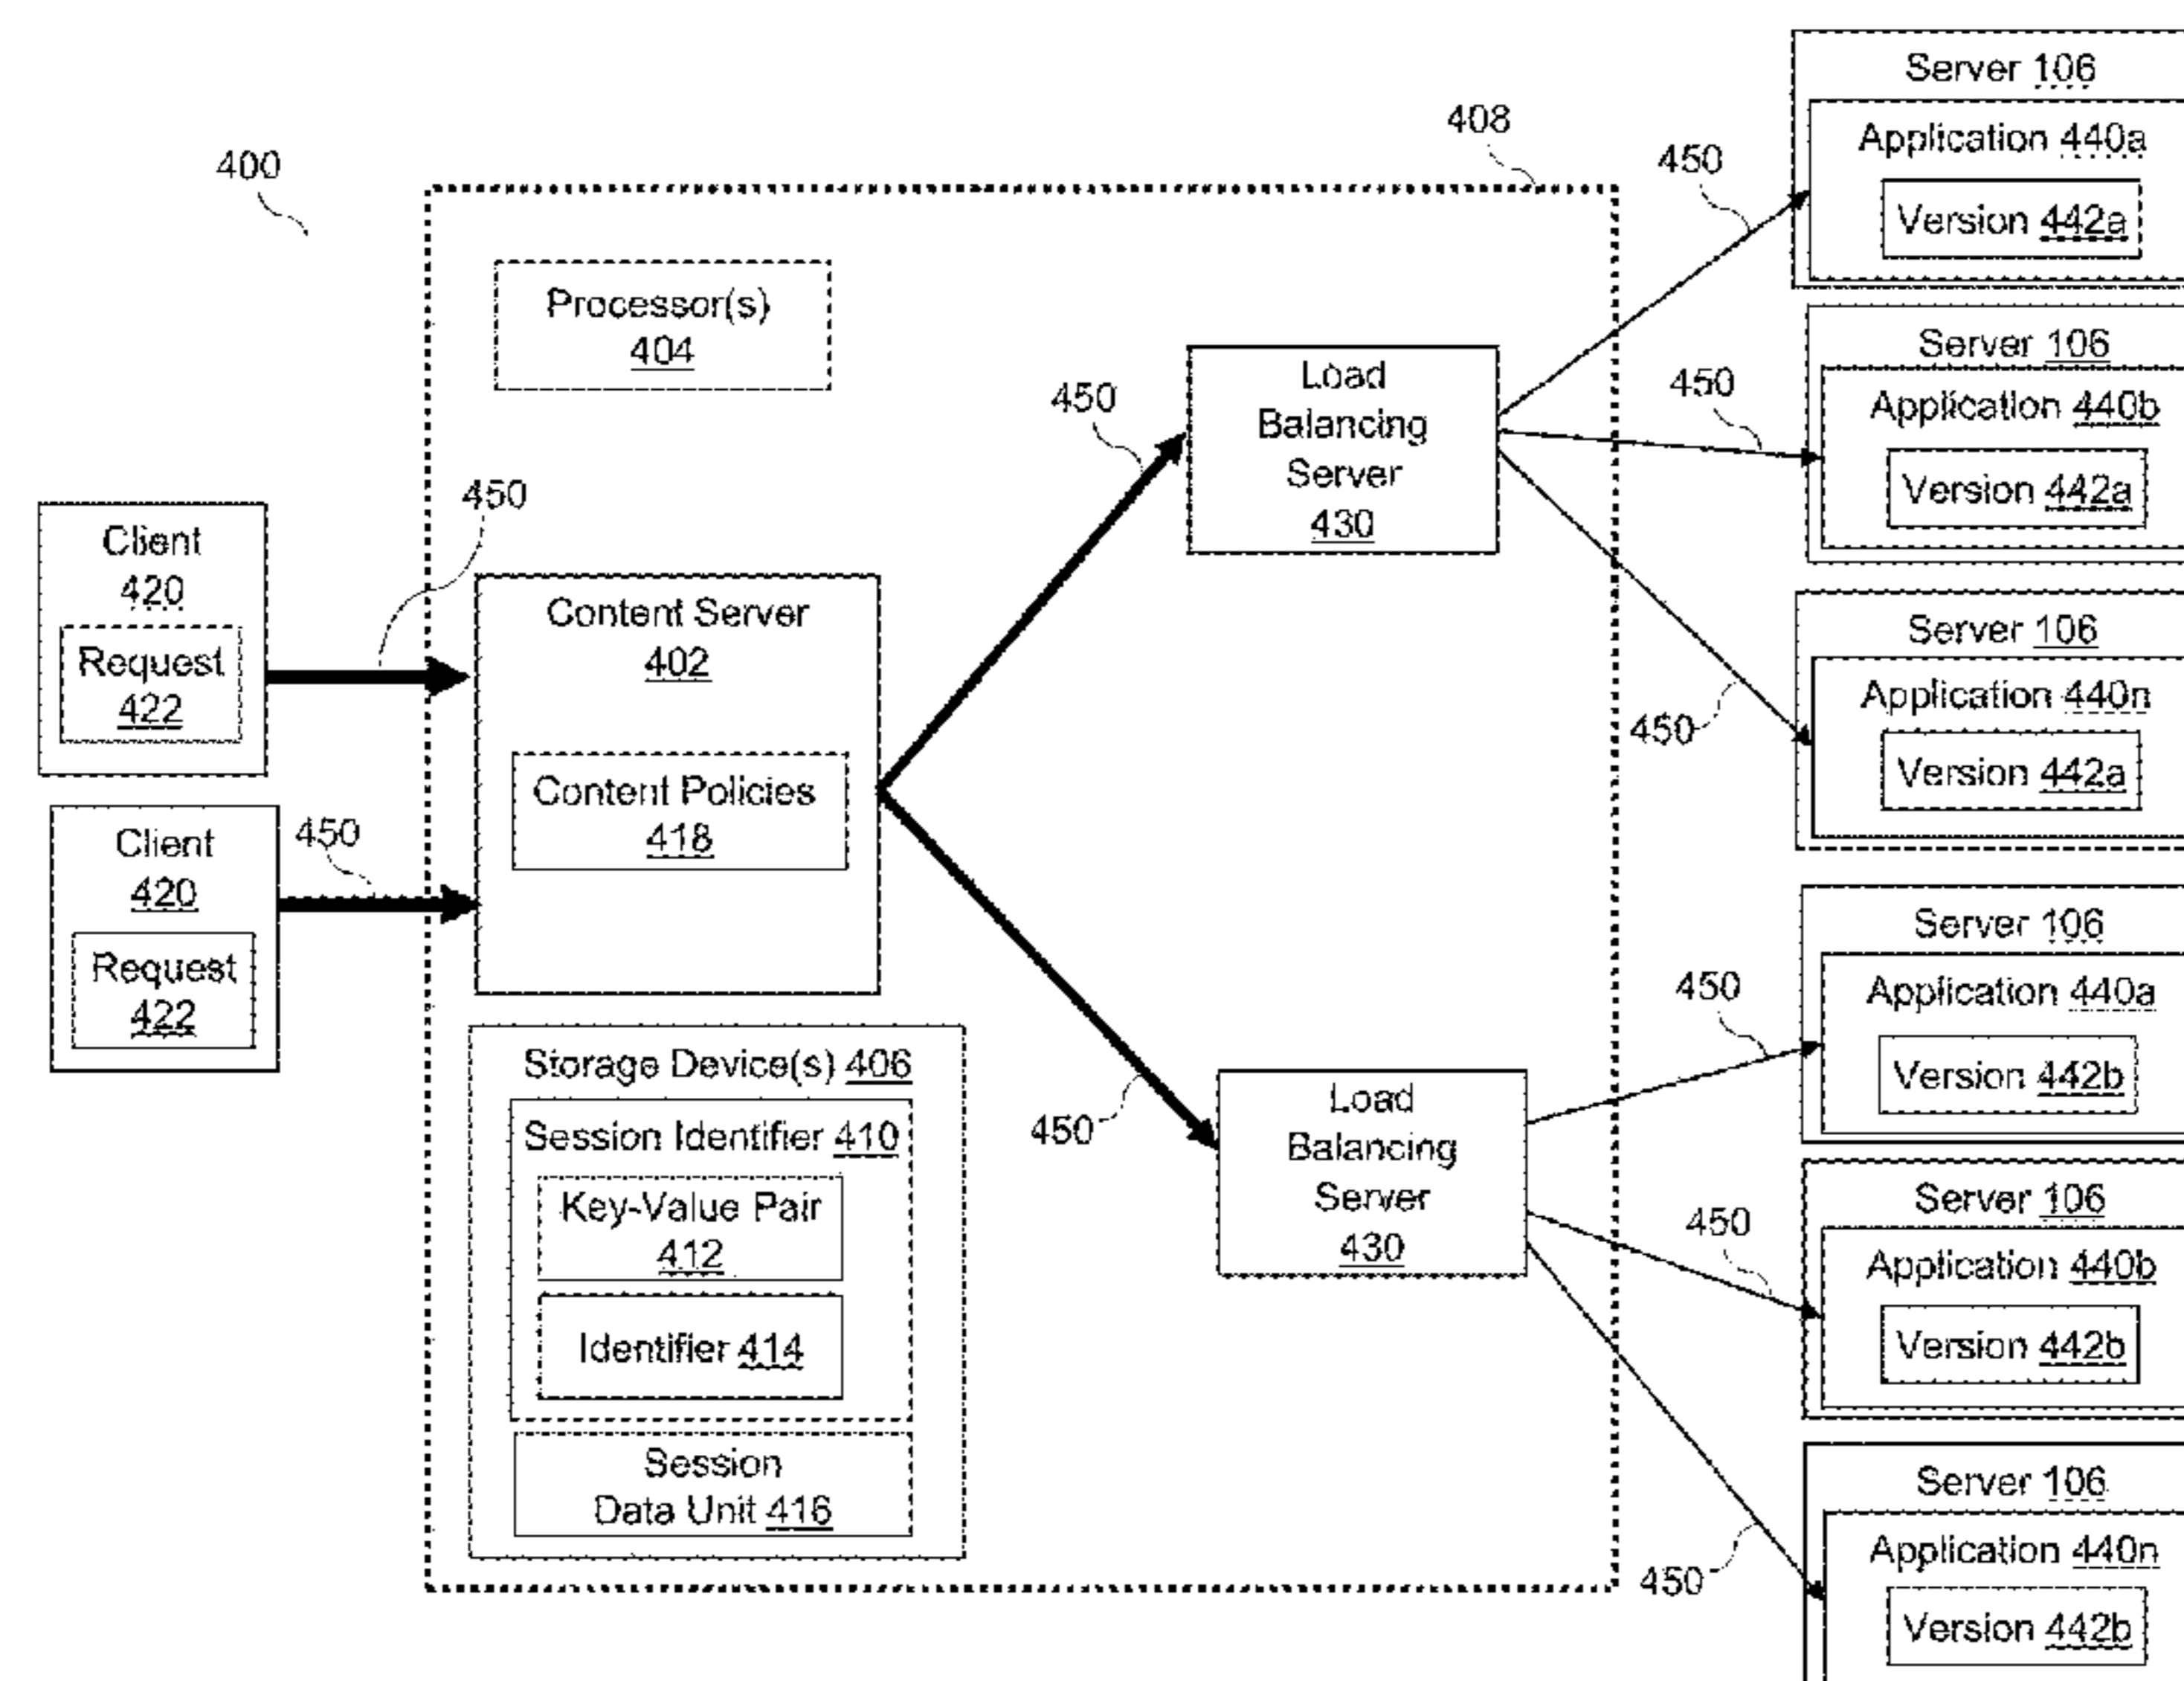 400
408
Client
420
Request
422
450
Client
420
Request
422
450
Processor(s)
404
Content Server
402
Content Policies
418
Storage Device(s) 406
Session Identifier 410
Key-Value Pair
412
Identifier 414
Session
Data Unit 416
450
Load
Balancing
Server
430
450
Load
Balancing
Server
430
450
Server 106
Application 440a
Version 442a
450
Server 106
Application 440b
Version 442a
450
Server 106
Application 440n
Version 442a
450
Server 106
Application 440a
Version 442b
450
Server 106
Application 440b
Version 442b
450
Server 106
Application 440n
Version 442b